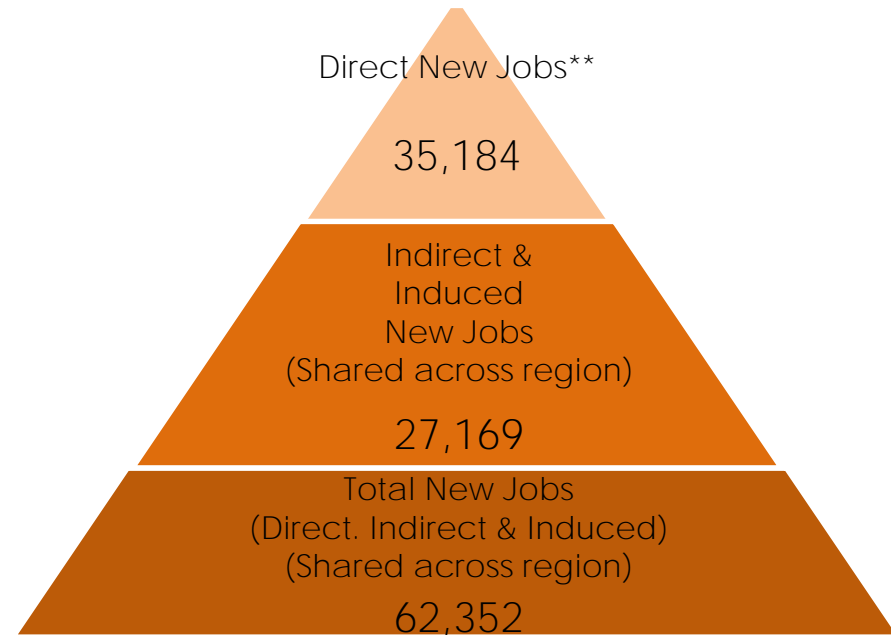 Direct New Jobs**
35,184
Indirect &
Induced
New Jobs
(Shared across region)
27,169
Total New Jobs
(Direct. Indirect & Induced)
(Shared across region)
62,352